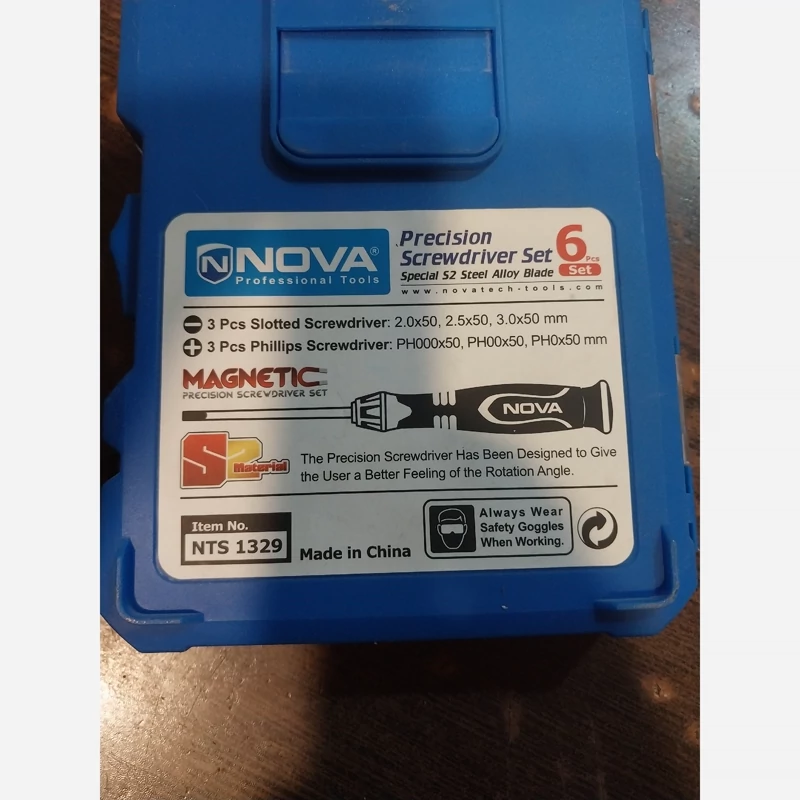 NNOVA®
Professional Tools
Precision
Screwdriver Set
6 Pcs
Set
Special S2 Steel Alloy Blade
www.novatech-tools.com
3 Pcs Slotted Screwdriver: 2.0x50, 2.5x50, 3.0x50 mm
3 Pcs Phillips Screwdriver: PH000x50, PH00x50, PH0x50 mm
MAGNETIC
PRECISION SCREWDRIVER SET
NOVA
S2 Material
The Precision Screwdriver Has Been Designed to Give
the User a Better Feeling of the Rotation Angle.
Item No.
NTS 1329
Made in China
Always Wear
Safety Goggles
When Working.